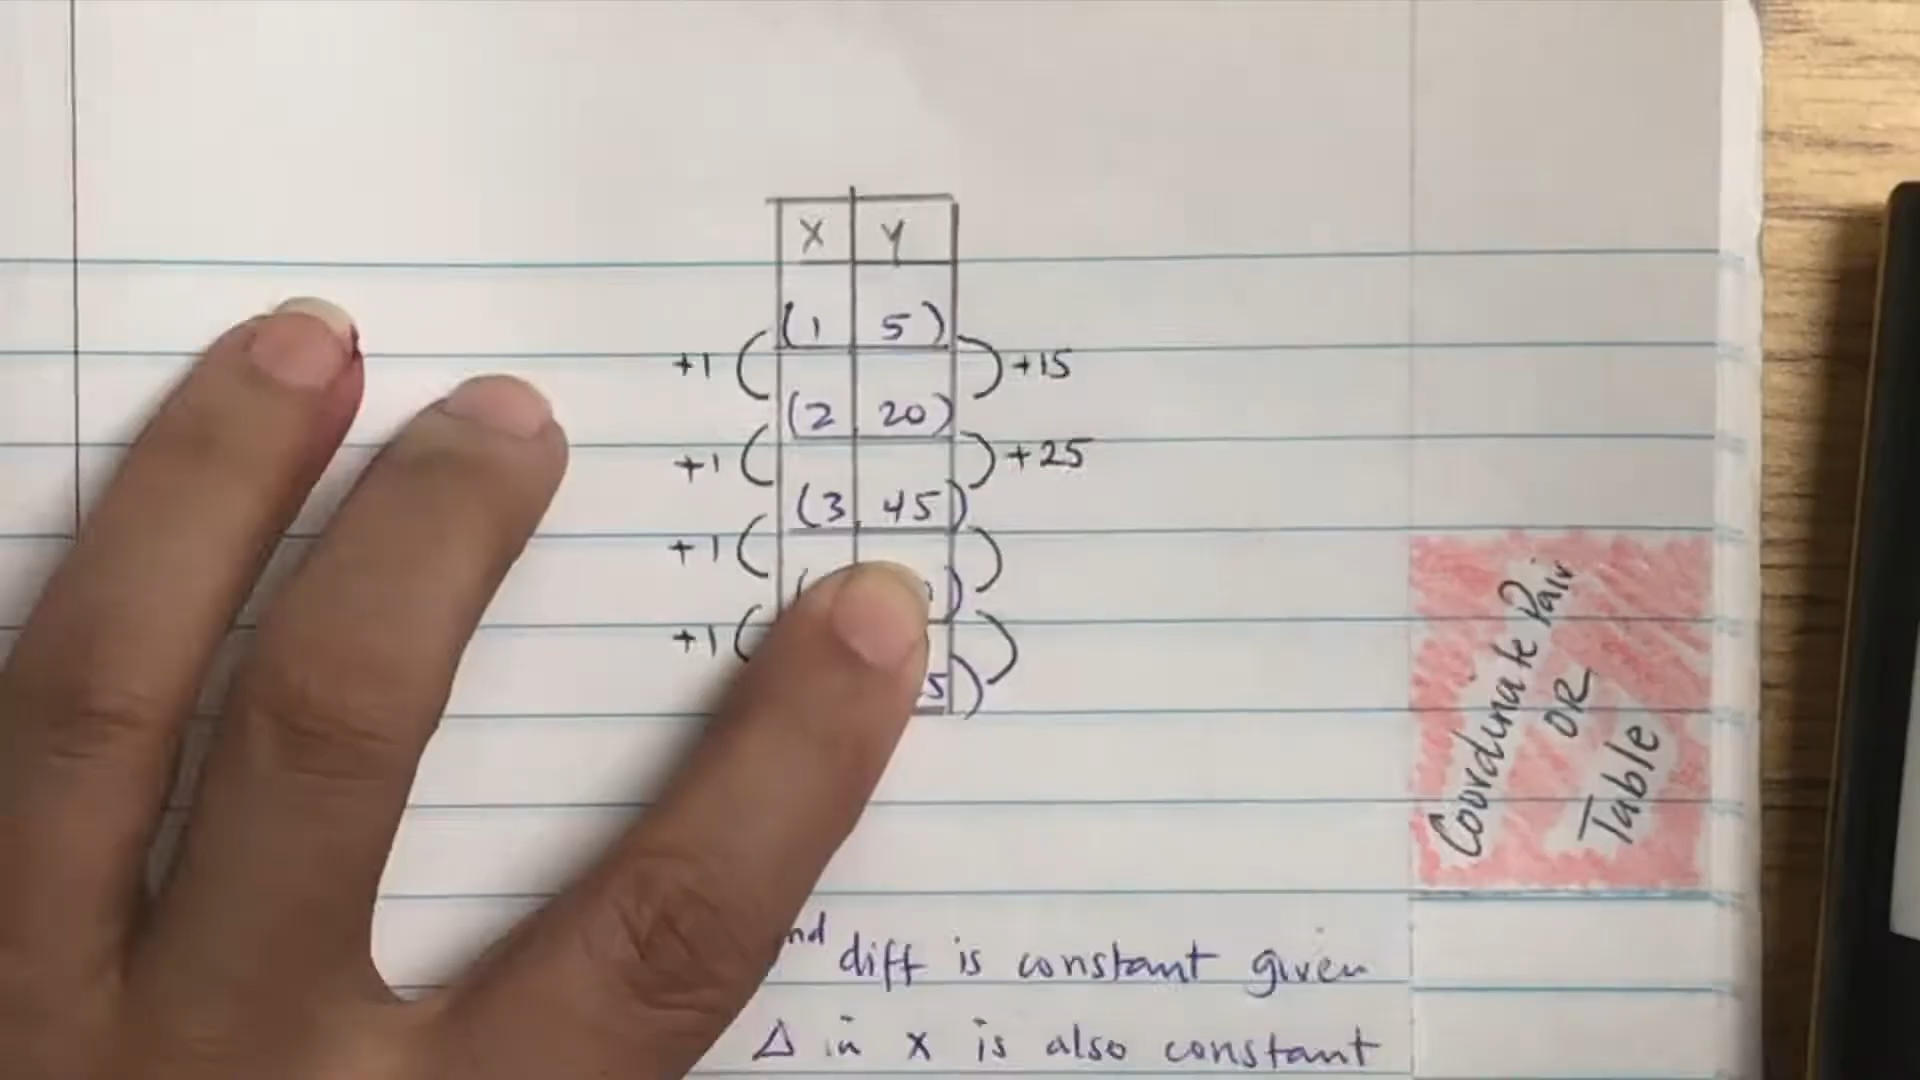 X Y
(1 5)
+1 +15
(2 20)
+1 +25
(3 45)
+1
+1
nd diff is constant given
Δ in x is also constant
Coordinate Pair
OR
Table